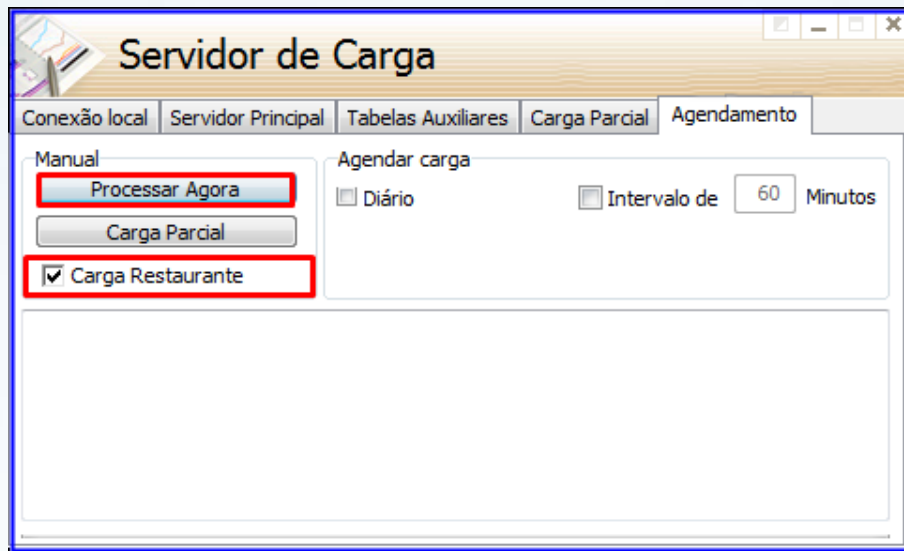 Servidor de Carga
Conexão local Servidor Principal Tabelas Auxiliares Carga Parcial Agendamento
Manual
Processar Agora
Carga Parcial
Carga Restaurante
Agendar carga
Diário Intervalo de 60 Minutos